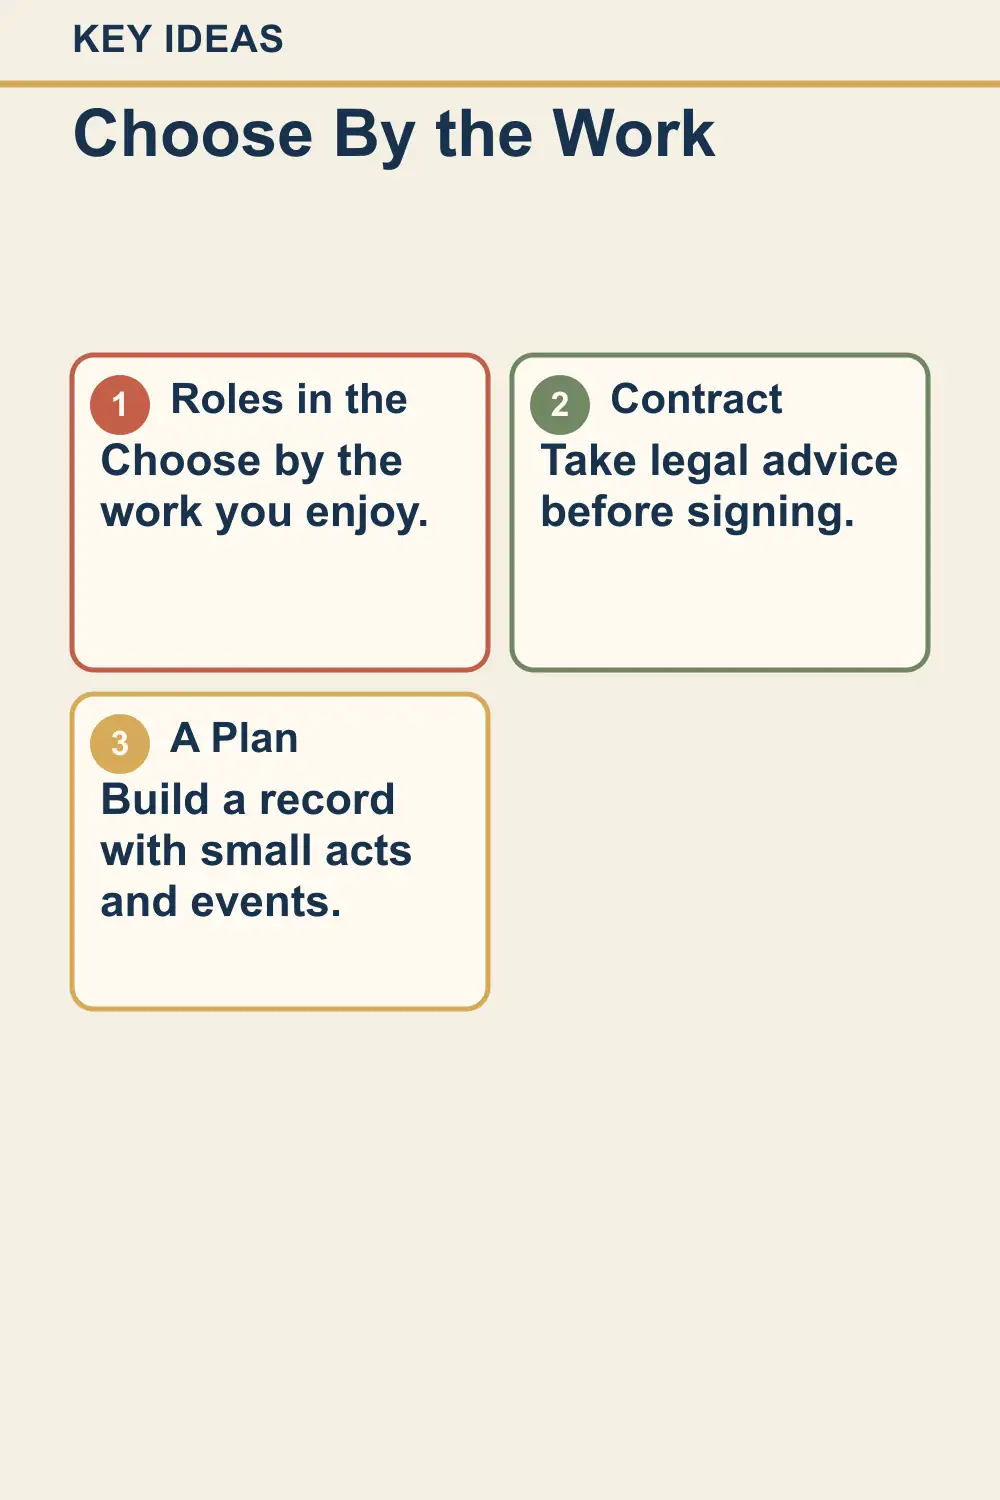 KEY IDEAS
Choose By the Work
1 Roles in the
Choose by the
work you enjoy.
2 Contract
Take legal advice
before signing.
3 A Plan
Build a record
with small acts
and events.